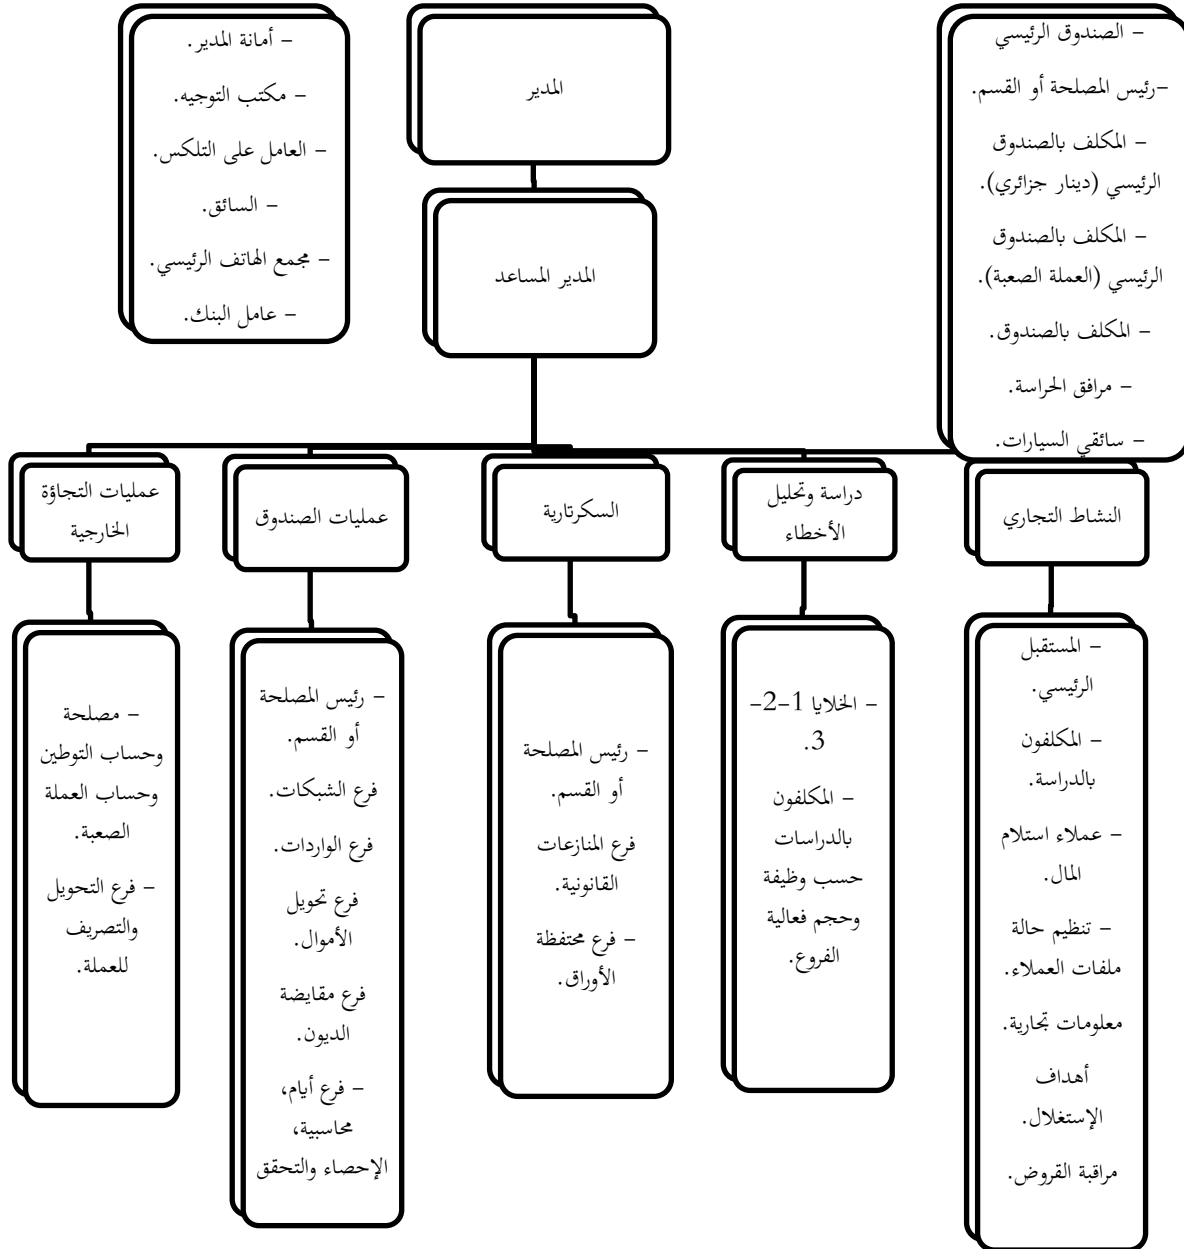 – الصندوق الرئيسي
–رئيس المصلحة أو القسم.
– المكلف بالصندوق
الرئيسي (دينار جزائري).
– المكلف بالصندوق
الرئيسي (العملة الصعبة).
– المكلف بالصندوق.
– مرافق الحراسة.
– سائقي السيارات.
المدير
المدير المساعد
– أمانة المدير.
– مكتب التوجيه.
– العامل على التلكس.
– السائق.
– مجمع الهاتف الرئيسي.
– عامل البنك.
النشاط التجاري
دراسة وتحليل
الأخطاء
السكرتارية
عمليات الصندوق
عمليات التجاؤة
الخارجية
– المستقبل
الرئيسي.
– المكلفون
بالدراسة.
– عملاء استلام
المال.
– تنظيم حالة
ملفات العملاء.
معلومات تجارية.
أهداف
الإستغلال.
مراقبة القروض.
– الخلايا 1–2–
3.
– المكلفون
بالدراسات
حسب وظيفة
وحجم فعالية
الفروع.
– رئيس المصلحة
أو القسم.
فرع المنازعات
القانونية.
– فرع محتفظة
الأوراق.
– رئيس المصلحة
أو القسم.
فرع الشبكات.
فرع الواردات.
فرع تحويل
الأموال.
فرع مقايضة
الديون.
– فرع أيام،
محاسبية،
الإحصاء والتحقق
– مصلحة
وحساب التوطين
وحساب العملة
الصعبة.
– فرع التحويل
والتصريف
للعملة.